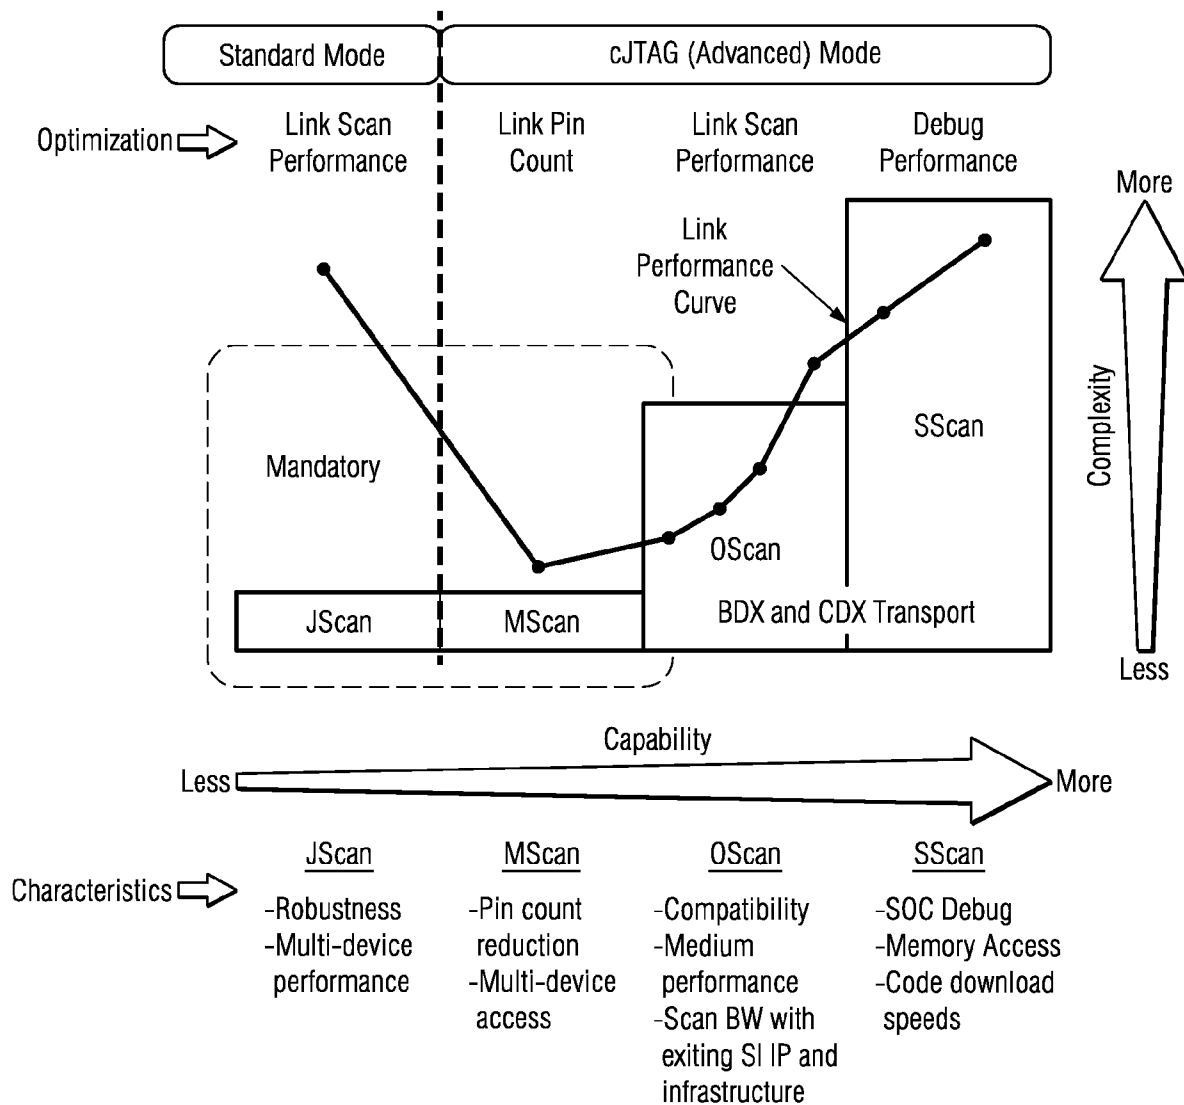 Standard Mode
cJTAG (Advanced) Mode
Optimization
Link Scan
Performance
Link Pin
Count
Link Scan
Performance
Debug
Performance
More
Link
Performance
Curve
Complexity
Mandatory
SScan
OScan
JScan
MScan
BDX and CDX Transport
Less
Capability
Less
More
Characteristics
JScan
-Robustness
-Multi-device
performance
MScan
-Pin count
reduction
-Multi-device
access
OScan
-Compatibility
-Medium
performance
-Scan BW with
exiting SI IP and
infrastructure
SScan
-SOC Debug
-Memory Access
-Code download
speeds